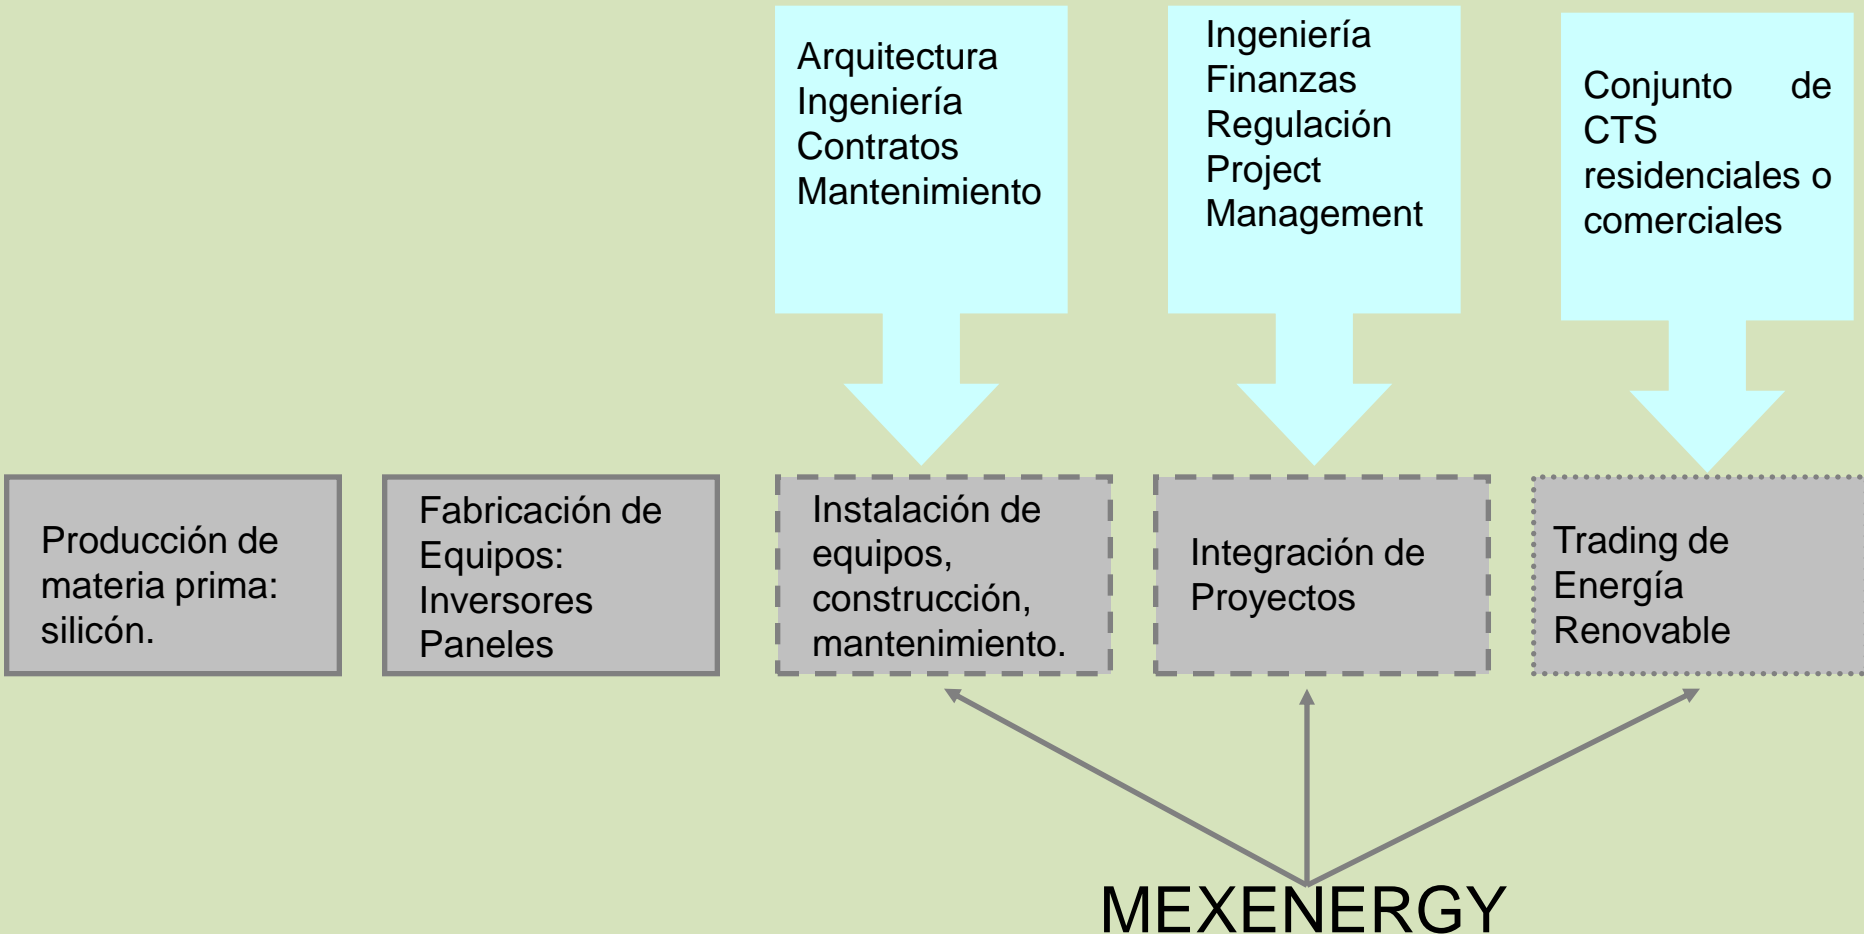 Arquitectura
Ingeniería
Contratos
Mantenimiento
Ingeniería
Finanzas
Regulación
Project
Management
Conjunto de
CTS
residenciales o
comerciales
Producción de
materia prima:
silicón.
Fabricación de
Equipos:
Inversores
Paneles
Instalación de
equipos,
construcción,
mantenimiento.
Integración de
Proyectos
Trading de
Energía
Renovable
MEXENERGY